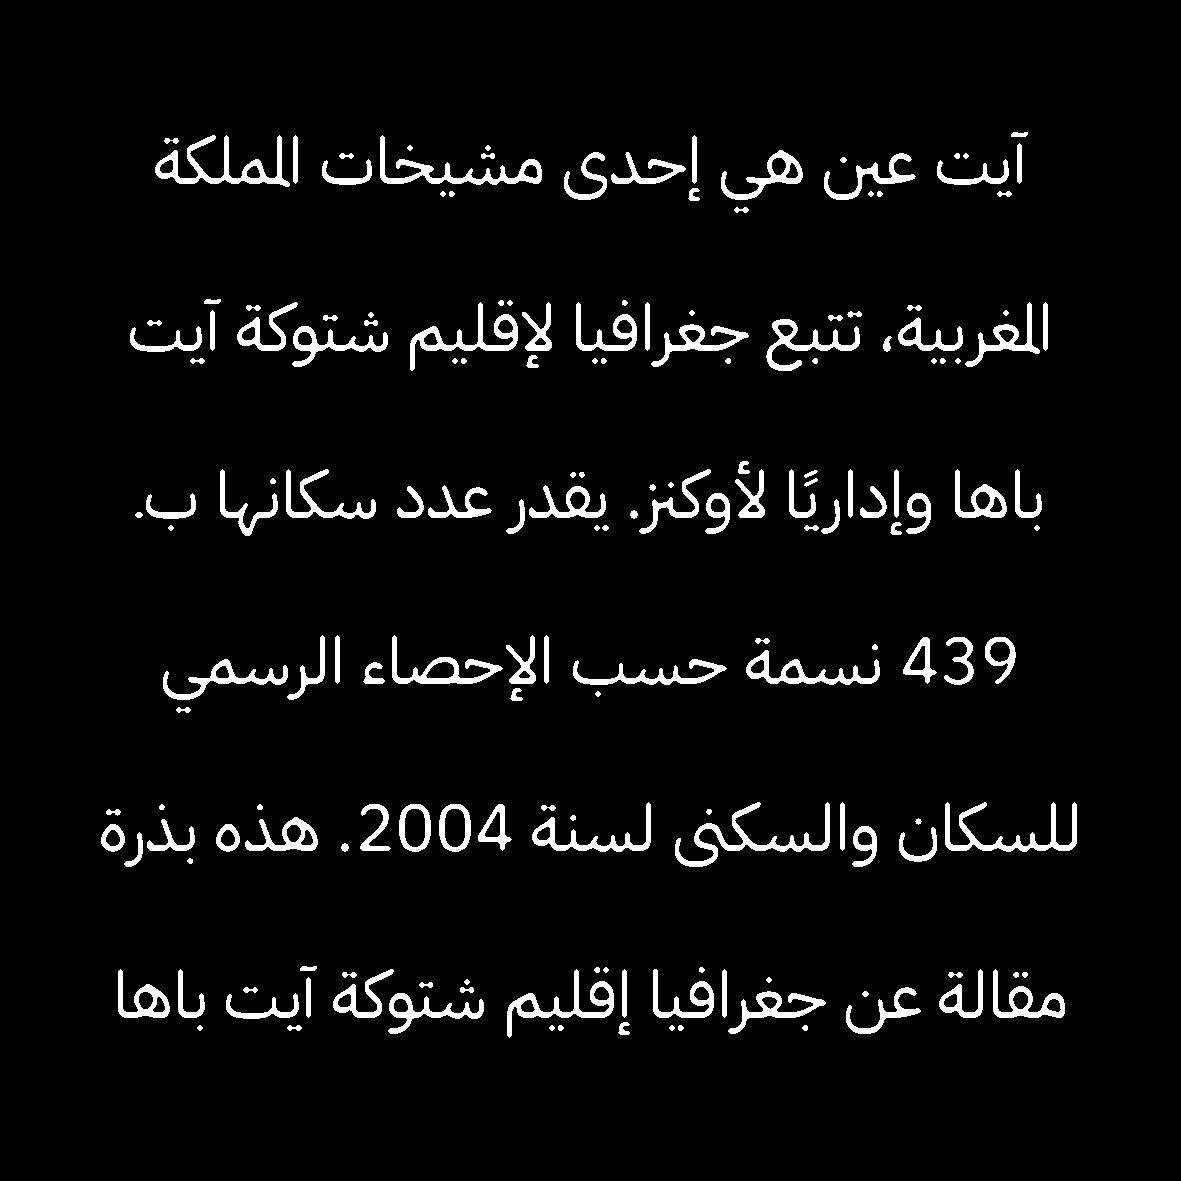 آيت عين هي إحدى مشيخات المملكة
المغربية، تتبع جغرافيا لإقليم شتوكة آيت
باها وإداريًا لأوكنز. يقدر عدد سكانها ب.
439 نسمة حسب الإحصاء الرسمي
للسكان والسكنى لسنة 2004. هذه بذرة
مقالة عن جغرافيا إقليم شتوكة آيت باها